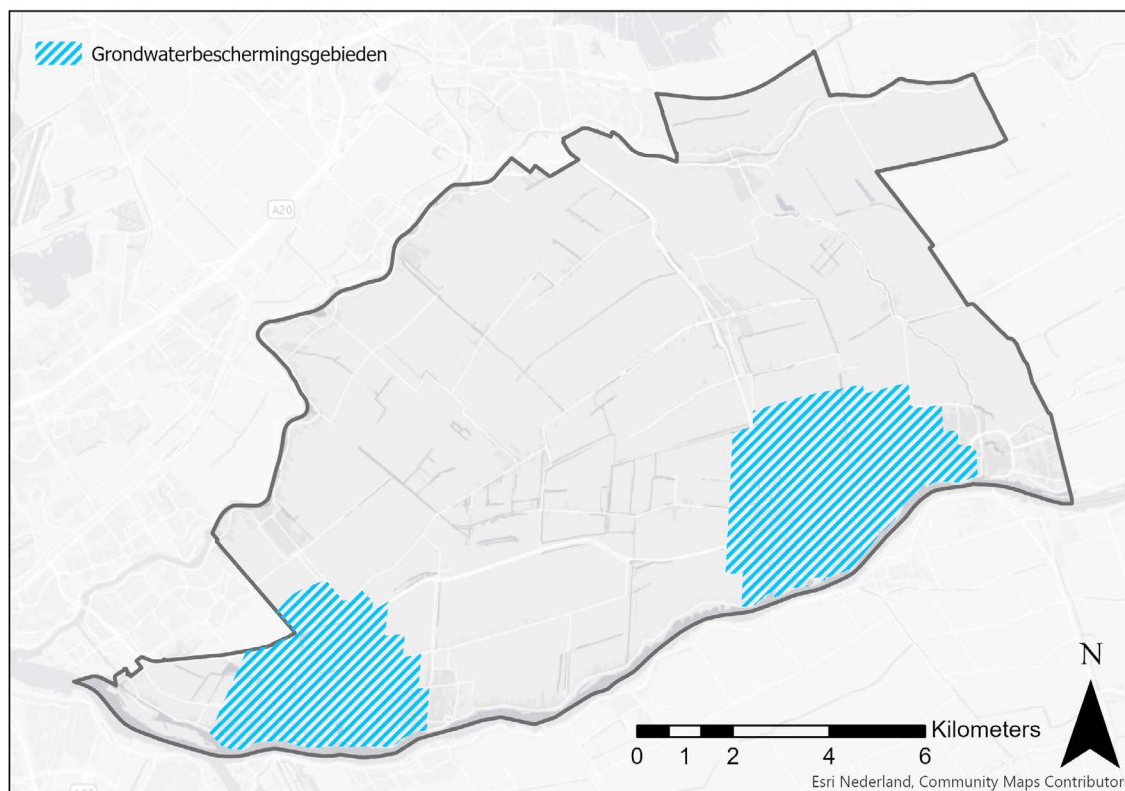 Grondwaterbeschermingsgebieden
A20
N
Kilometers
0 1 2 4 6
Esri Nederland, Community Maps Contributor